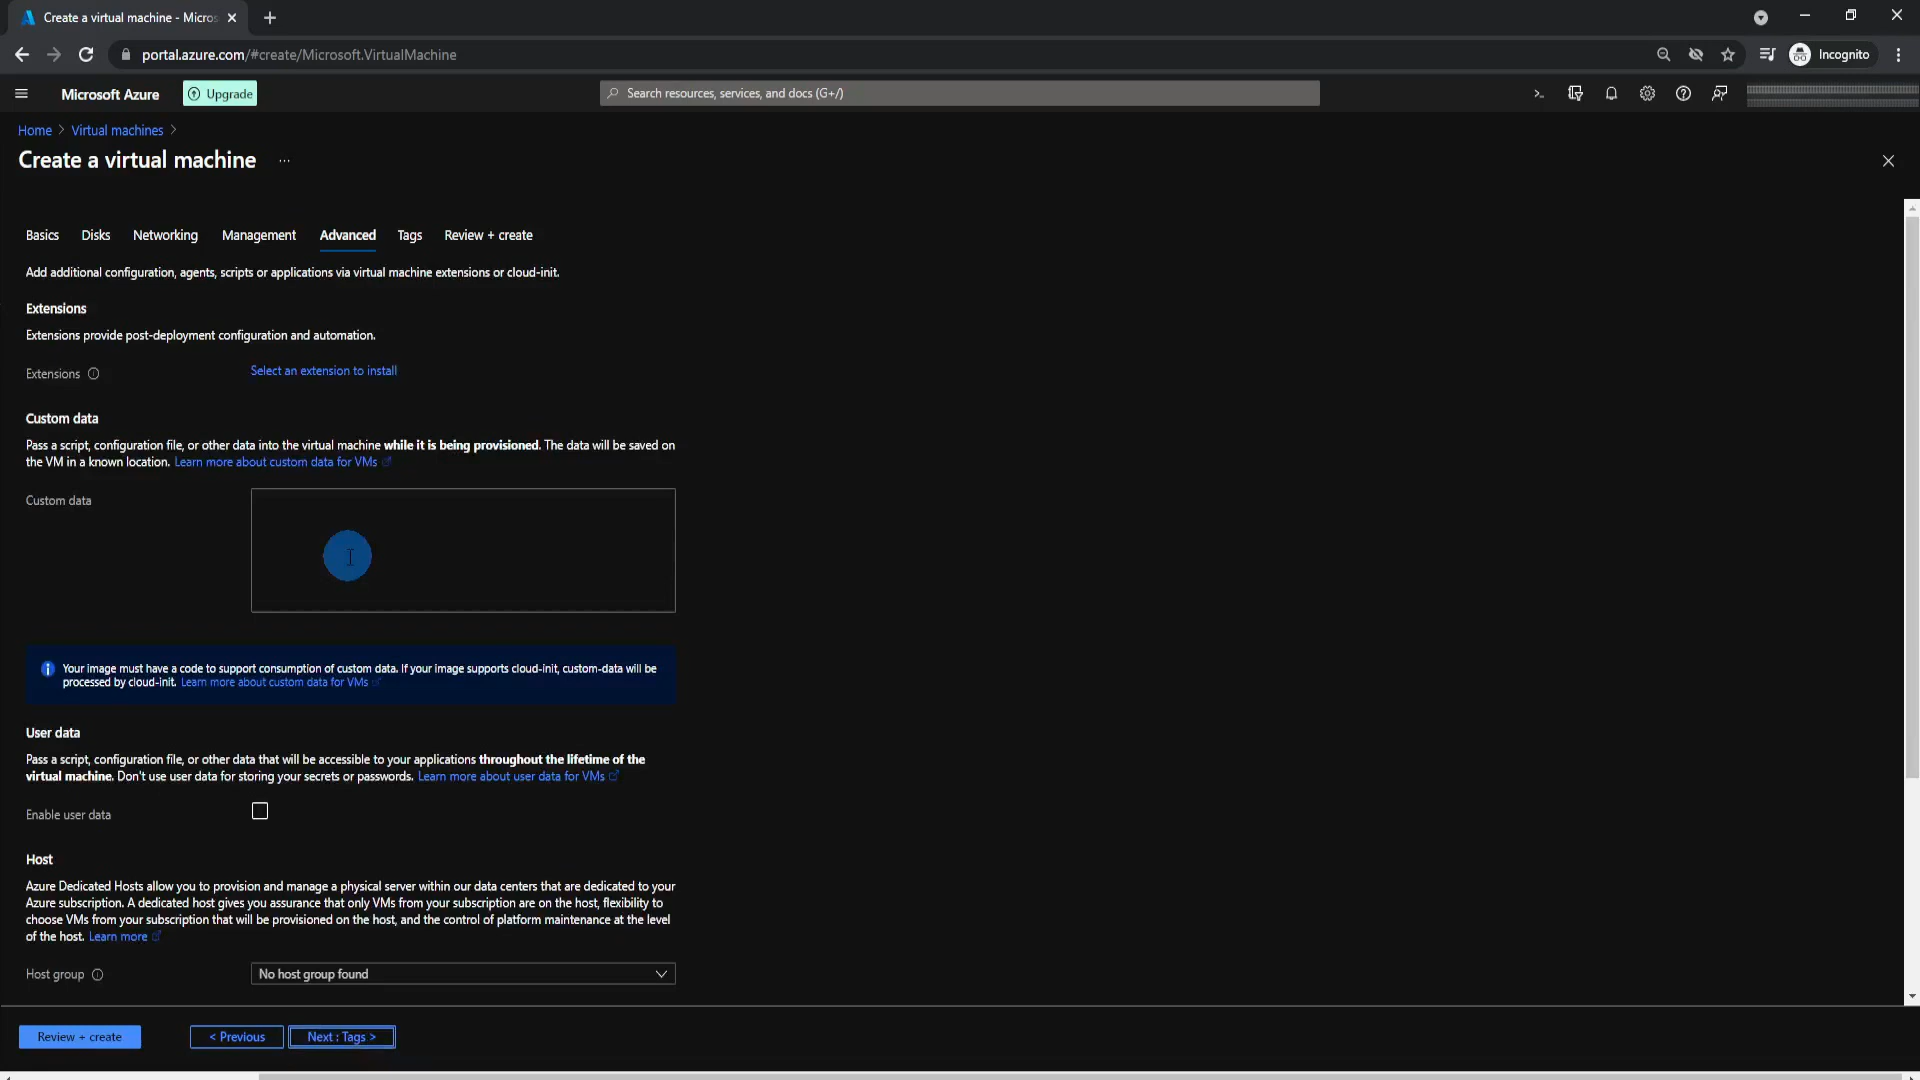 Create a virtual machine - Micros
portal.azure.com/#create/Microsoft.VirtualMachine
Incognito
Microsoft Azure
Upgrade
Search resources, services, and docs (G+/)
Home > Virtual machines >
Create a virtual machine ...
Basics Disks Networking Management Advanced Tags Review + create
Add additional configuration, agents, scripts or applications via virtual machine extensions or cloud-init.
Extensions
Extensions provide post-deployment configuration and automation.
Extensions
Select an extension to install
Custom data
Pass a script, configuration file, or other data into the virtual machine while it is being provisioned. The data will be saved on
the VM in a known location. Learn more about custom data for VMs
Custom data
Your image must have a code to support consumption of custom data. If your image supports cloud-init, custom-data will be
processed by cloud-init. Learn more about custom data for VMs
User data
Pass a script, configuration file, or other data that will be accessible to your applications throughout the lifetime of the
virtual machine. Don't use user data for storing your secrets or passwords. Learn more about user data for VMs
Enable user data
Host
Azure Dedicated Hosts allow you to provision and manage a physical server within our data centers that are dedicated to your
Azure subscription. A dedicated host gives you assurance that only VMs from your subscription are on the host, flexibility to
choose VMs from your subscription that will be provisioned on the host, and the control of platform maintenance at the level
of the host. Learn more
Host group
No host group found
Review + create
< Previous
Next : Tags >